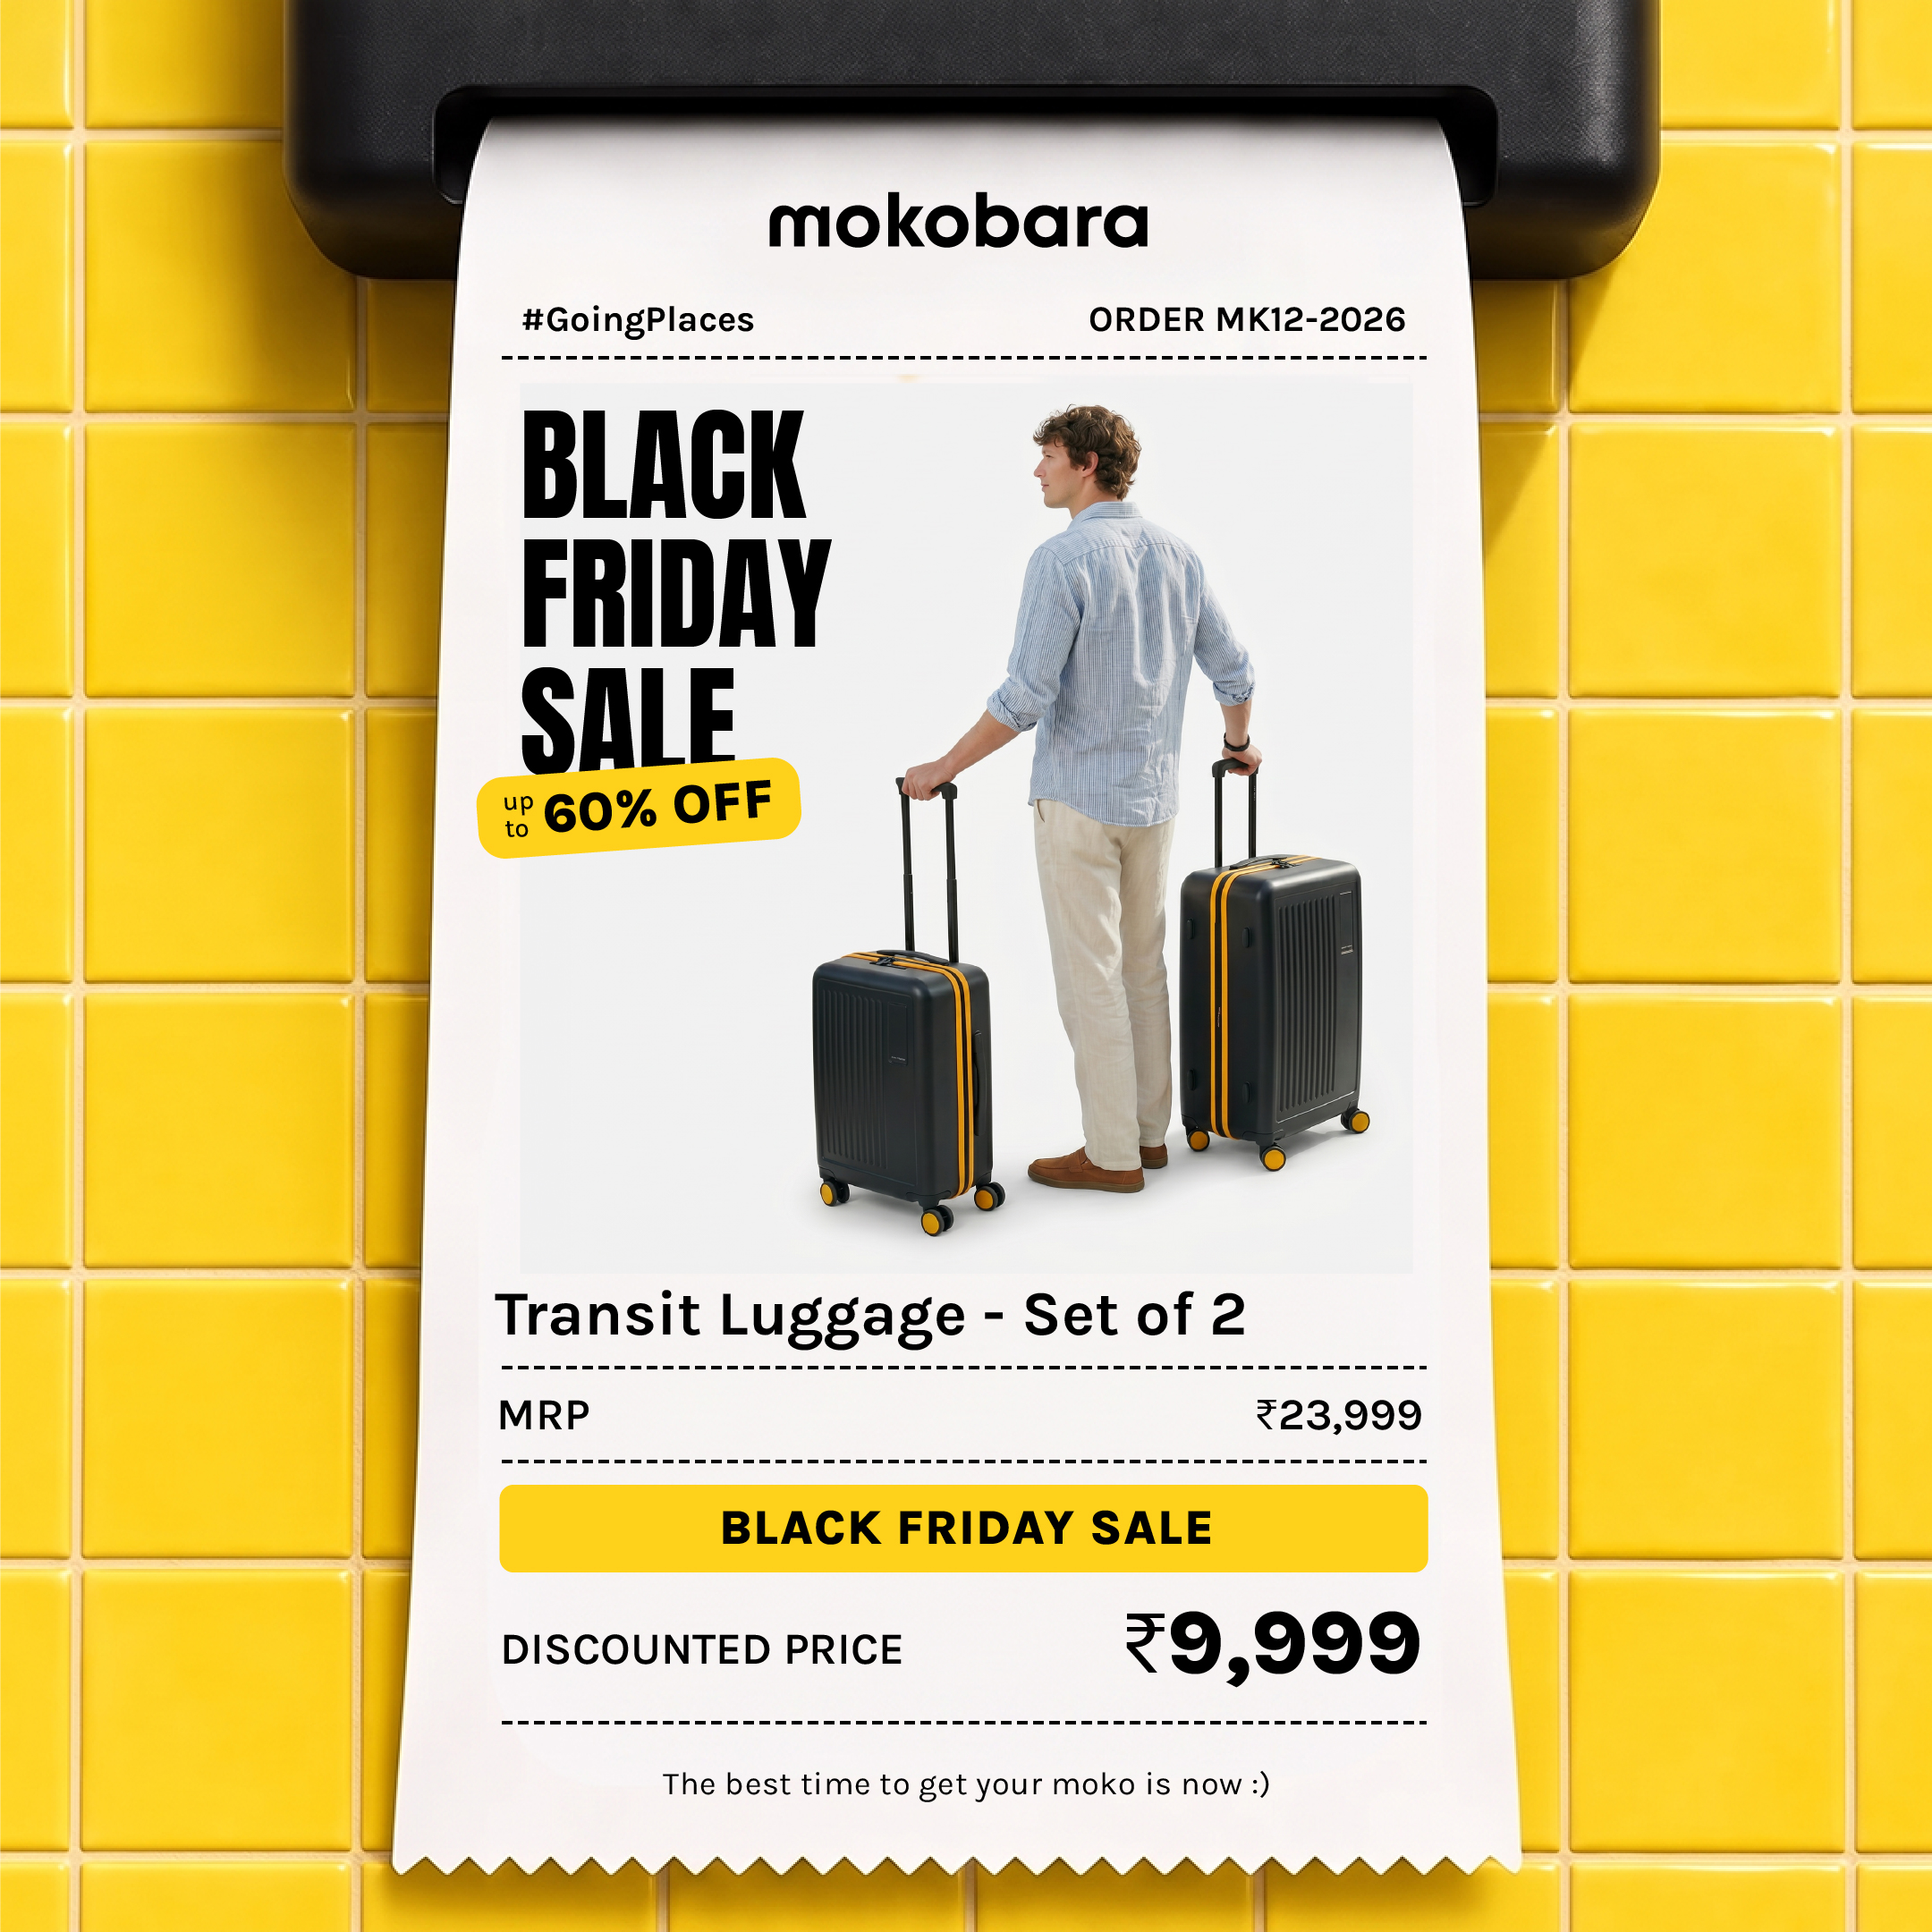 mokobara
#GoingPlaces ORDER MK12-2026
BLACK
FRIDAY
SALE
up to 60% OFF
Transit Luggage - Set of 2
MRP ₹23,999
BLACK FRIDAY SALE
DISCOUNTED PRICE ₹9,999
The best time to get your moko is now :)